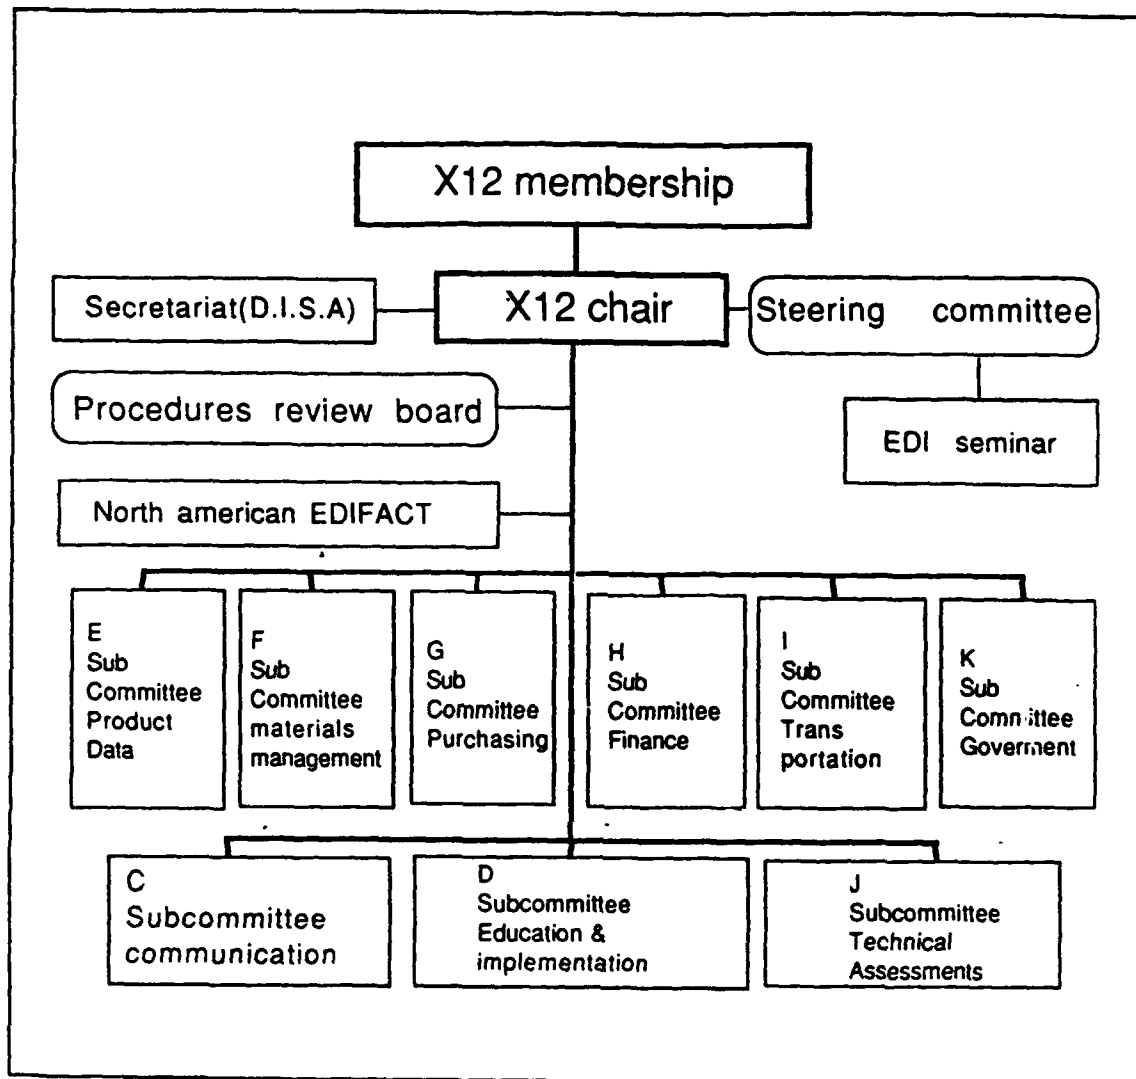 X12 membership
Secretariat(D.I.S.A)
X12 chair
Steering committee
Procedures review board
EDI seminar
North american EDIFACT
E
Sub
Committee
Product
Data
F
Sub
Committee
materials
management
G
Sub
Committee
Purchasing
H
Sub
Committee
Finance
I
Sub
Committee
Trans
portation
K
Sub
Committee
Goverment
C
Subcommittee
communication
D
Subcommittee
Education &
implementation
J
Subcommittee
Technical
Assessments